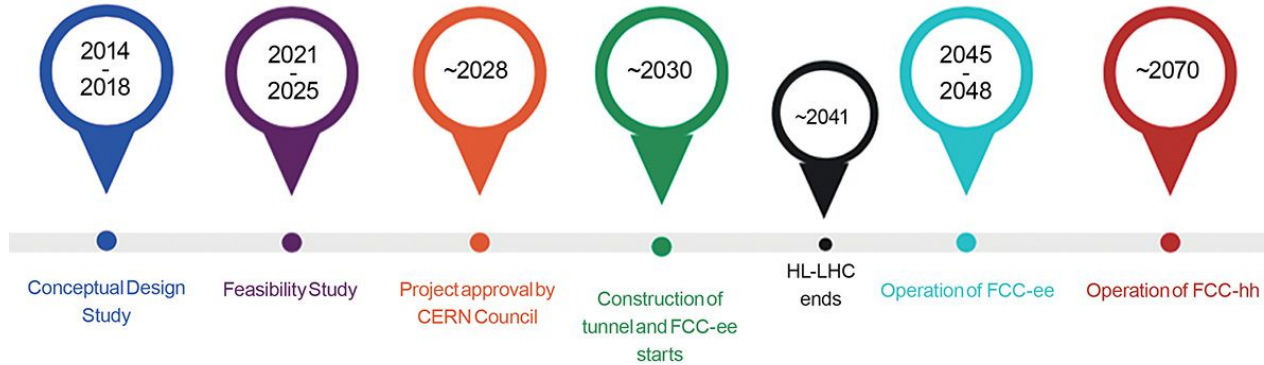 2014
-
2018
2021
-
2025
~2028
~2030
~2041
2045
-
2048
~2070
Conceptual Design
Study
Feasibility Study
Project approval by
CERN Council
Construction of
tunnel and FCC-ee
starts
HL-LHC
ends
Operation of FCC-ee
Operation of FCC-hh